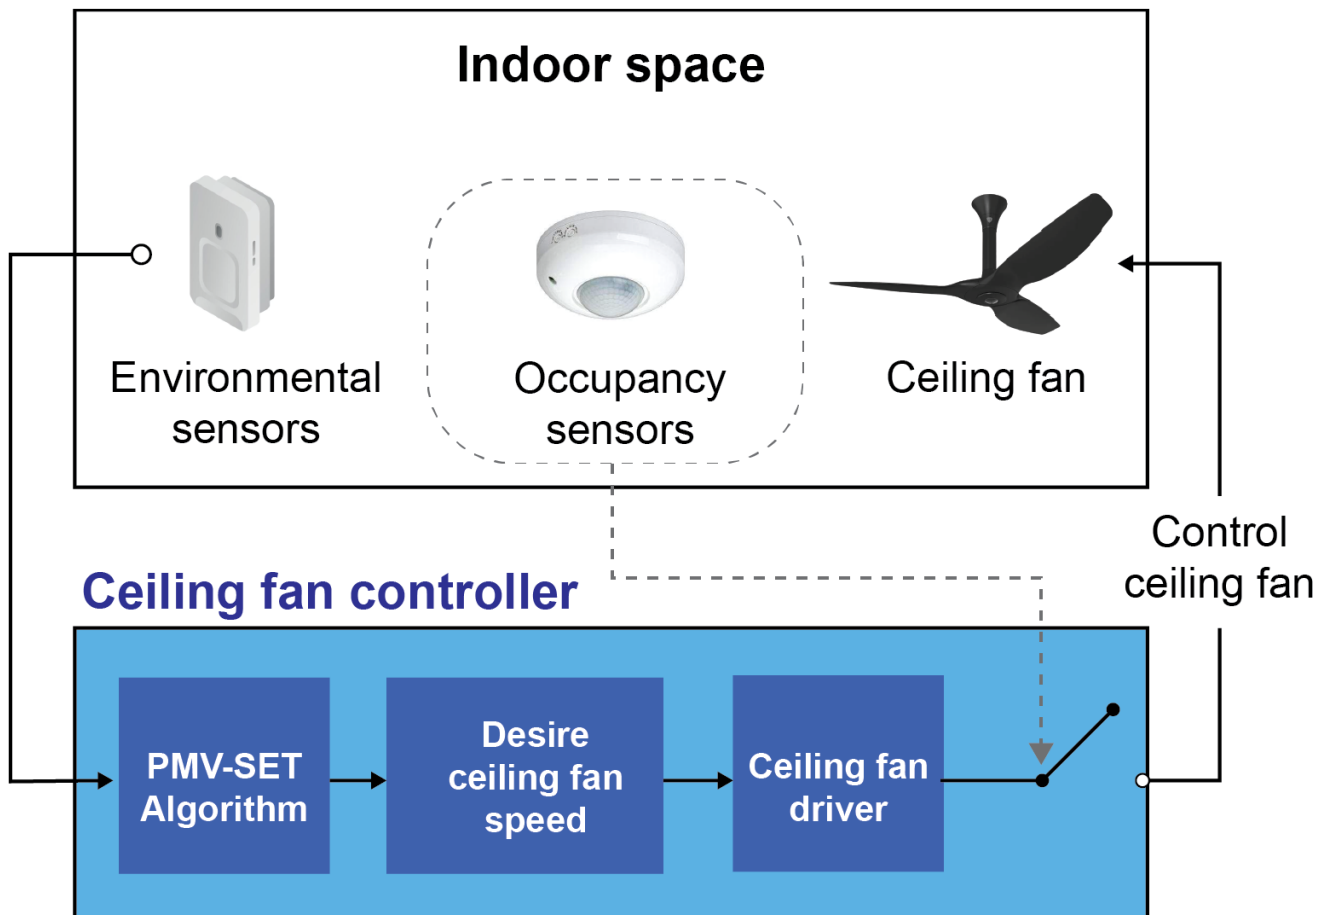 Indoor space
Environmental
sensors
Occupancy
sensors
Ceiling fan
Control
ceiling fan
Ceiling fan controller
PMV-SET
Algorithm
Desire
ceiling fan
speed
Ceiling fan
driver